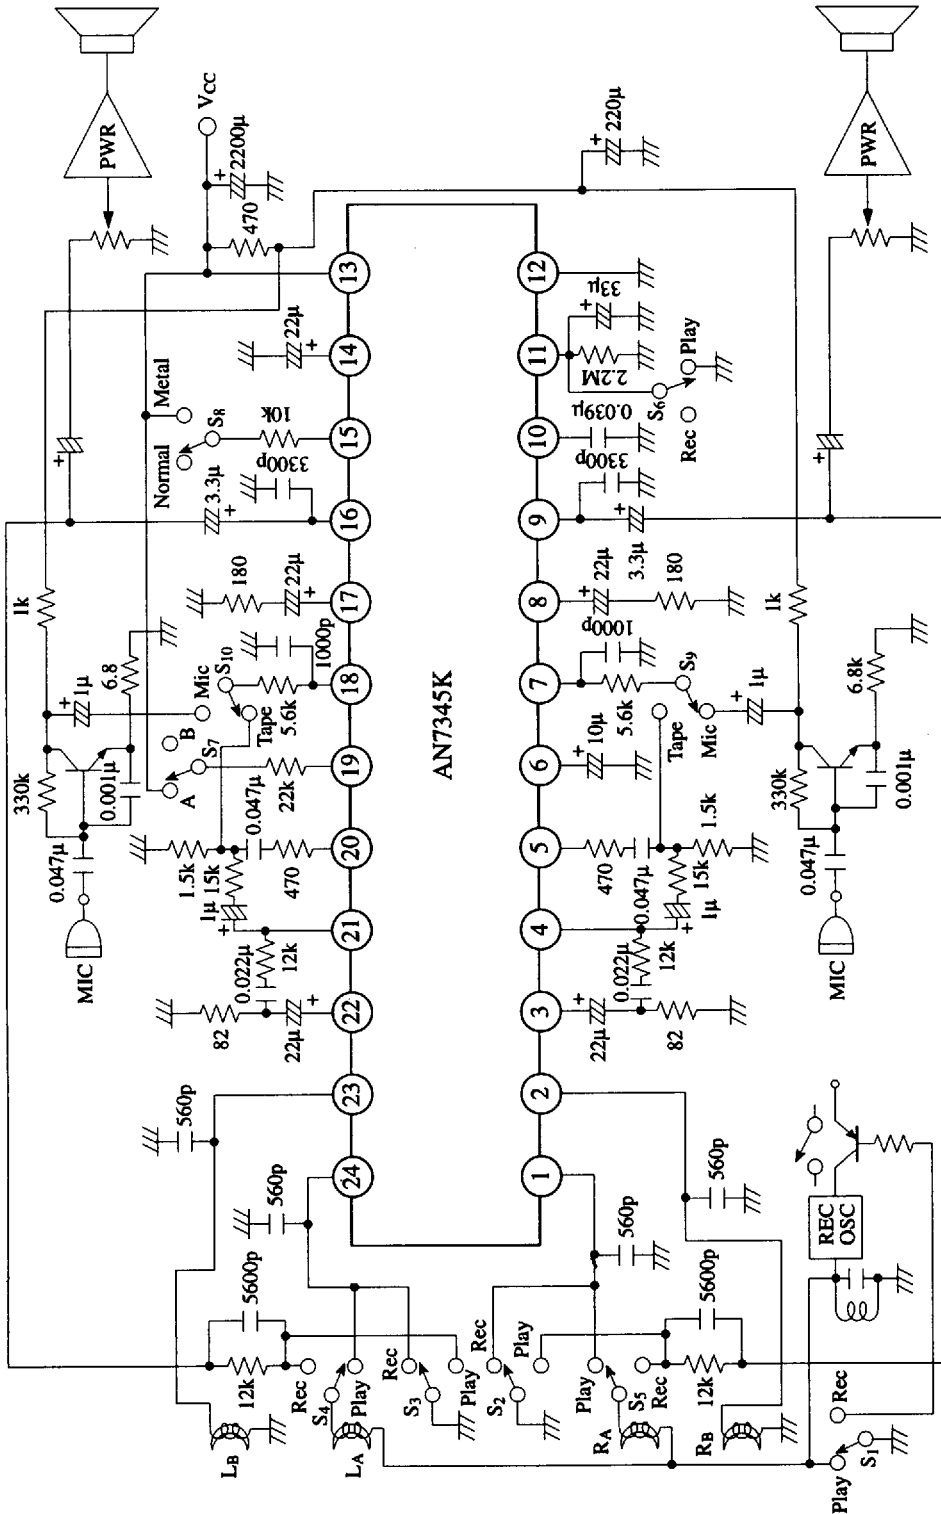 MIC
0.047μ
330k
1k
0.001μ
6.8
1μ
PWR
VCC
2200μ
470
A
B
S7
Mic
Tape
S10
Normal
Metal
S8
LB
LA
12k
5600p
Rec
S4
Play
560p
560p
82
22μ
0.022μ
12k
1μ
15k
1.5k
0.047μ
470
22k
5.6k
1000p
180
22μ
3.3μ
3300p
10k
22μ
24
23
22
21
20
19
18
17
16
15
14
13
AN7345K
1
2
3
4
5
6
7
8
9
10
11
12
Rec
S3
Play
Rec
S2
Play
Play
S5
Rec
RA
RB
12k
5600p
560p
560p
22μ
82
0.022μ
12k
1μ
15k
0.047μ
470
1.5k
10μ
5.6k
1000p
Tape
Mic
S9
22μ
180
3.3μ
3300p
0.039μ
2.2M
33μ
S6
Rec
Play
220μ
MIC
0.047μ
330k
1k
0.001μ
6.8k
1μ
PWR
REC
OSC
Play
S1
Rec